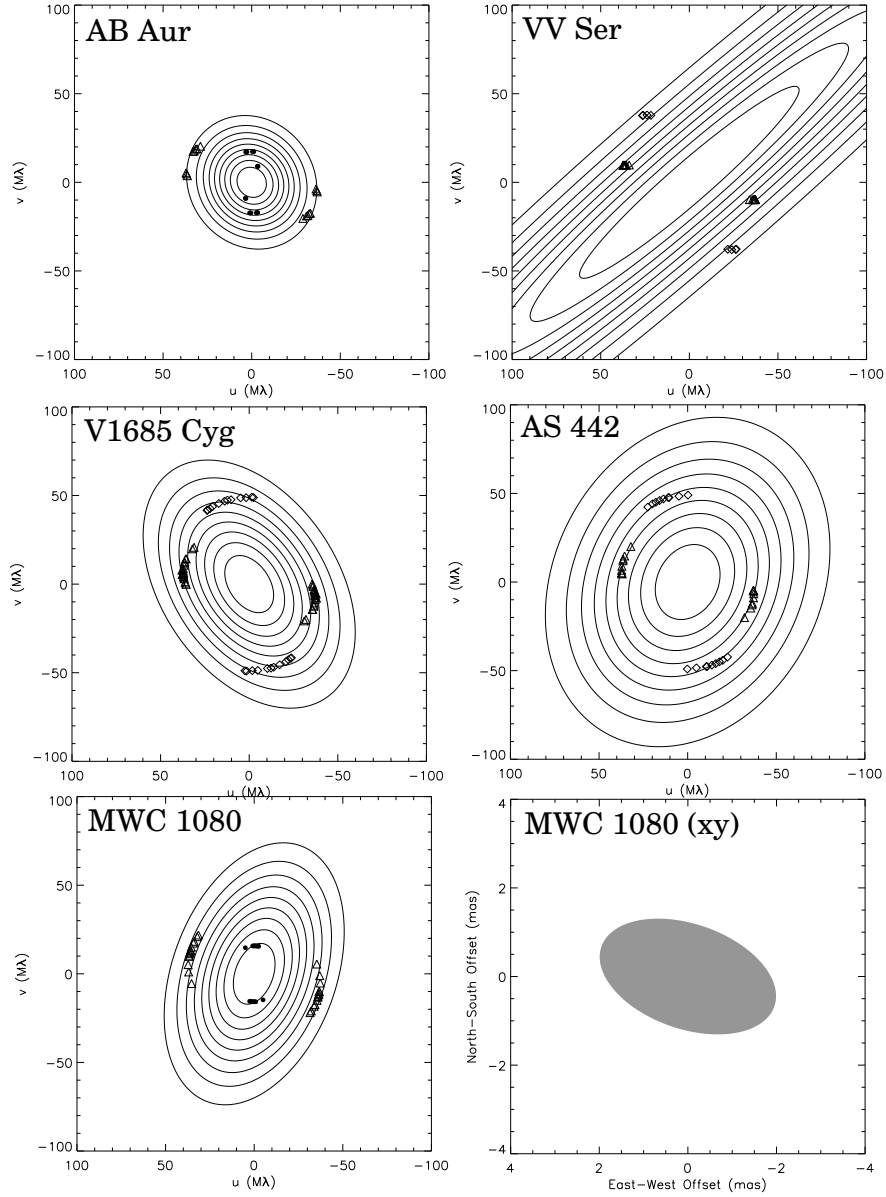 AB Aur
100
50
0
−50
−100
v (Mλ)
100 50 0 −50 −100
u (Mλ)
VV Ser
100
50
0
−50
−100
v (Mλ)
100 50 0 −50 −100
u (Mλ)
V1685 Cyg
100
50
0
−50
−100
v (Mλ)
100 50 0 −50 −100
u (Mλ)
AS 442
100
50
0
−50
−100
v (Mλ)
100 50 0 −50 −100
u (Mλ)
MWC 1080
100
50
0
−50
−100
v (Mλ)
100 50 0 −50 −100
u (Mλ)
MWC 1080 (xy)
4
2
0
−2
−4
North−South Offset (mas)
4 2 0 −2 −4
East−West Offset (mas)